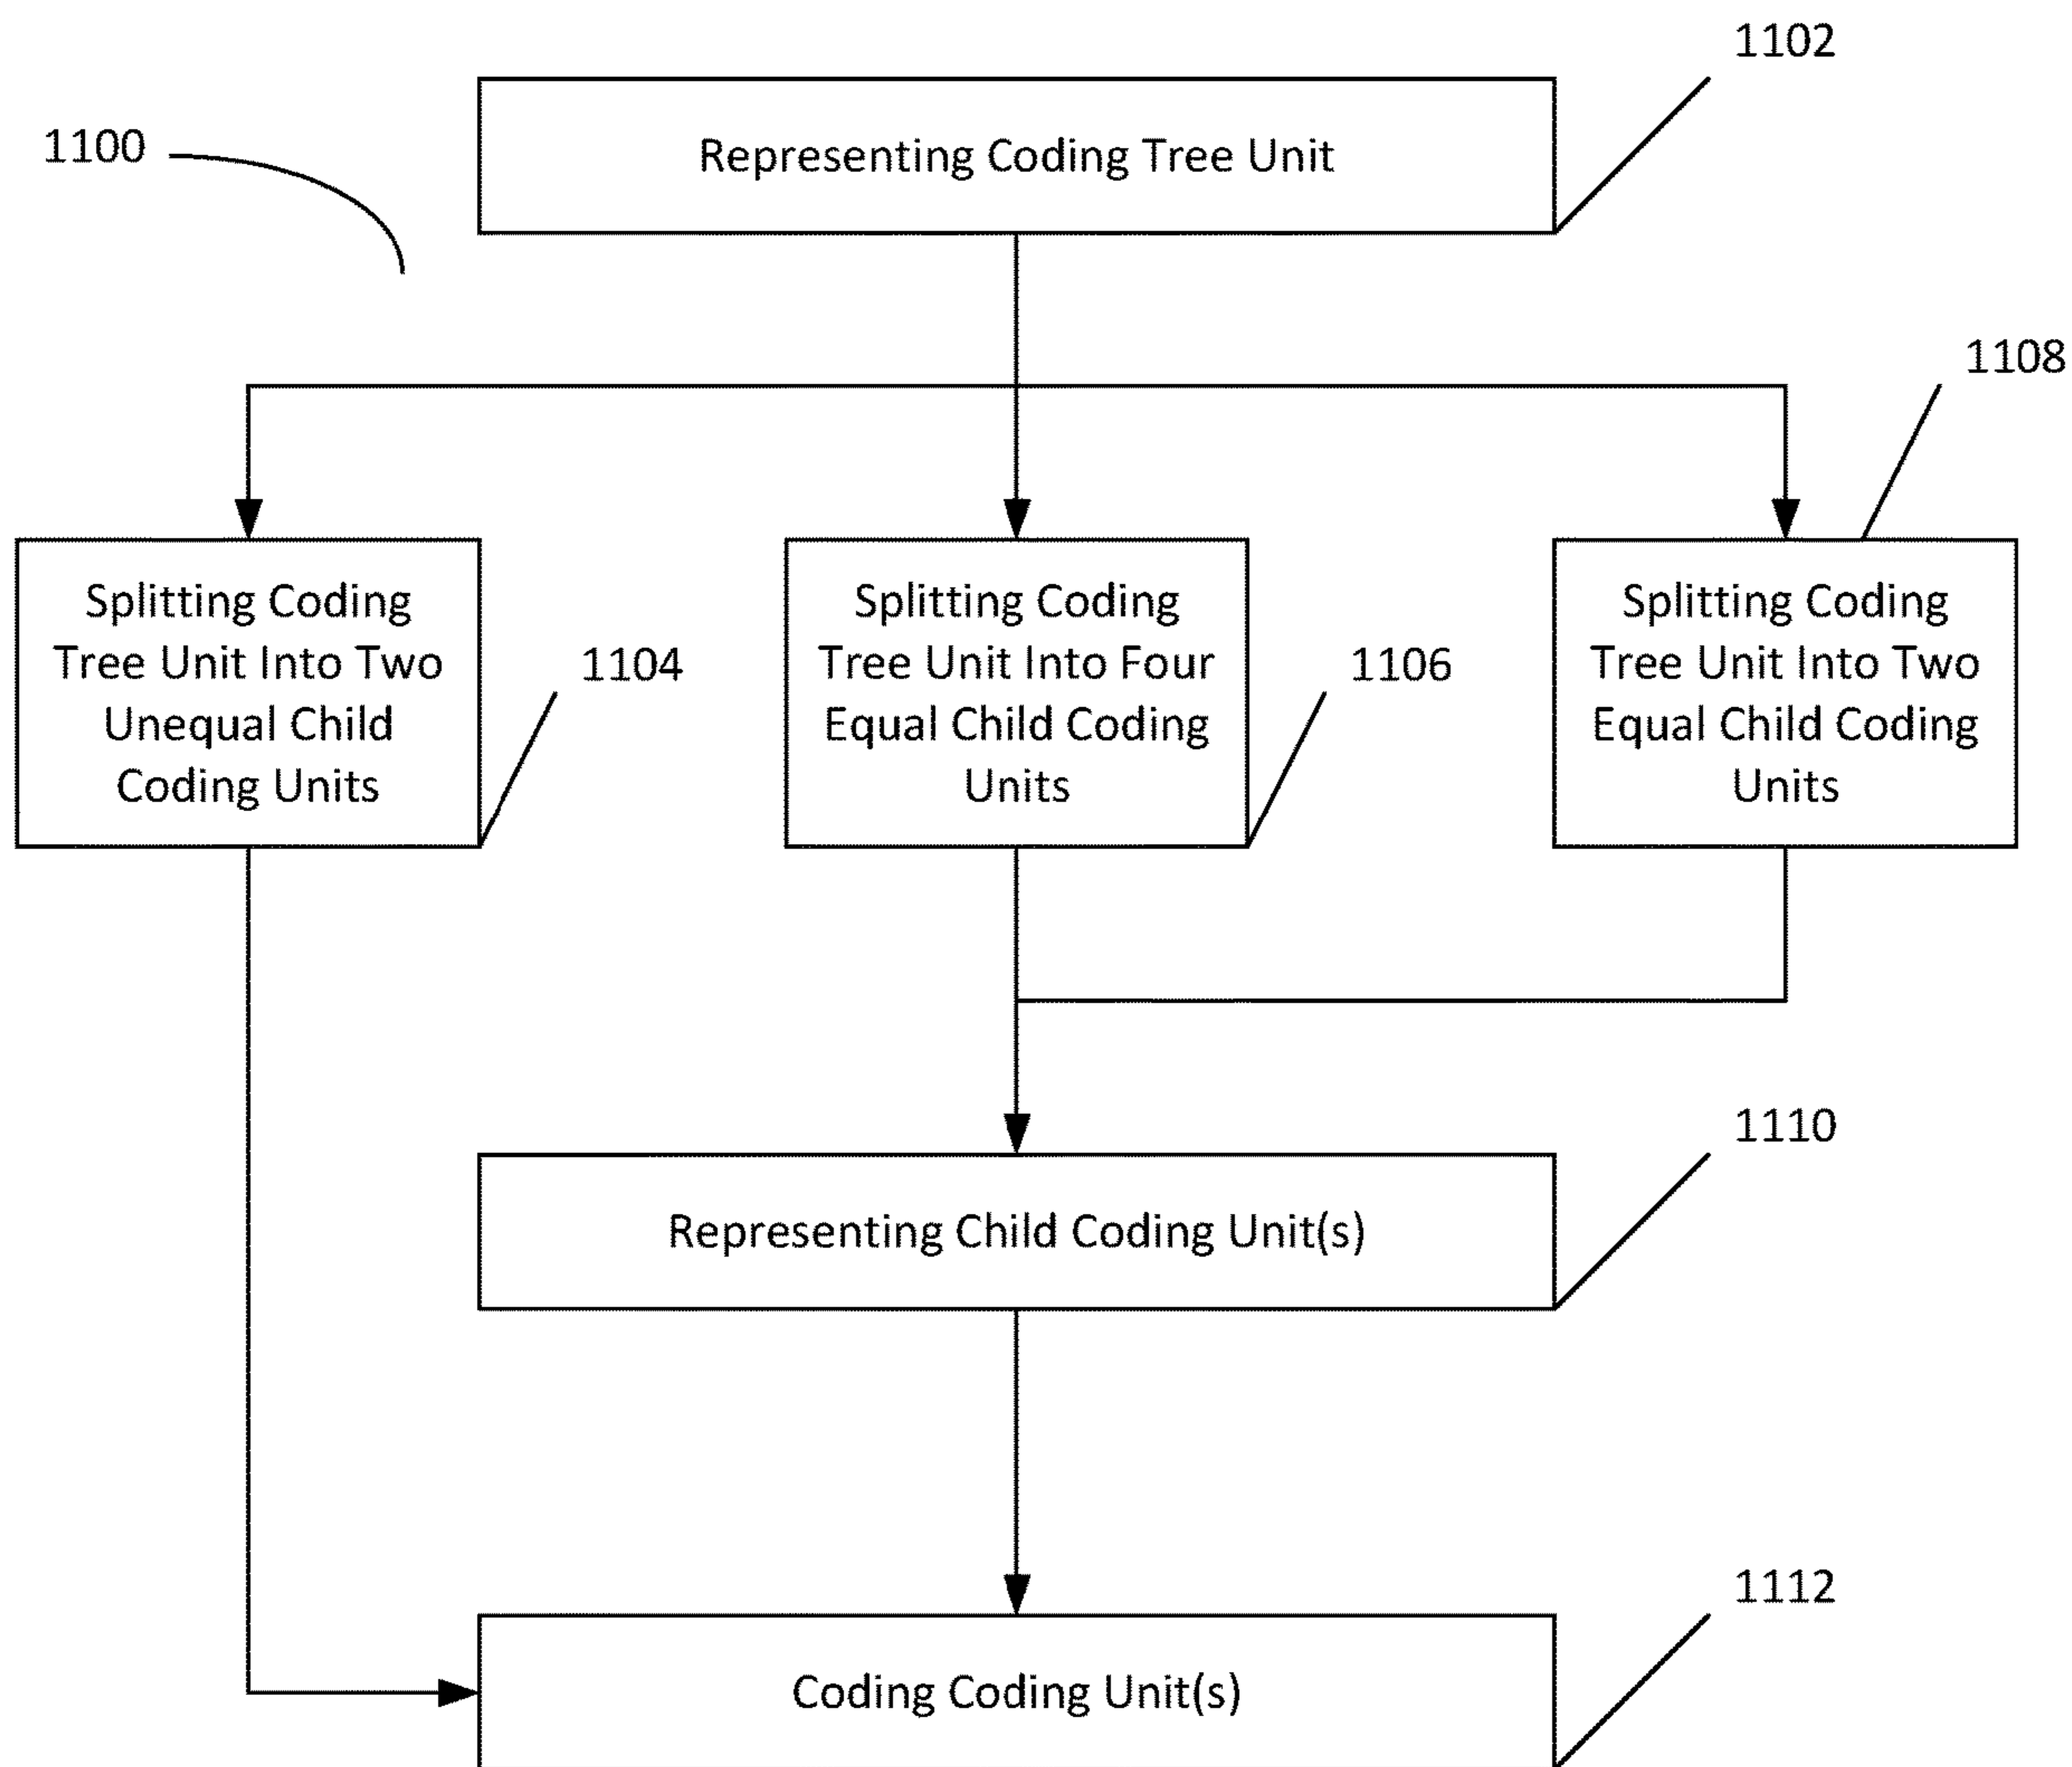 1102
1100
Representing Coding Tree Unit
1108
Splitting Coding
Tree Unit Into Two
Unequal Child
Coding Units
1104
Splitting Coding
Tree Unit Into Four
Equal Child Coding
Units
1106
Splitting Coding
Tree Unit Into Two
Equal Child Coding
Units
1110
Representing Child Coding Unit(s)
1112
Coding Coding Unit(s)